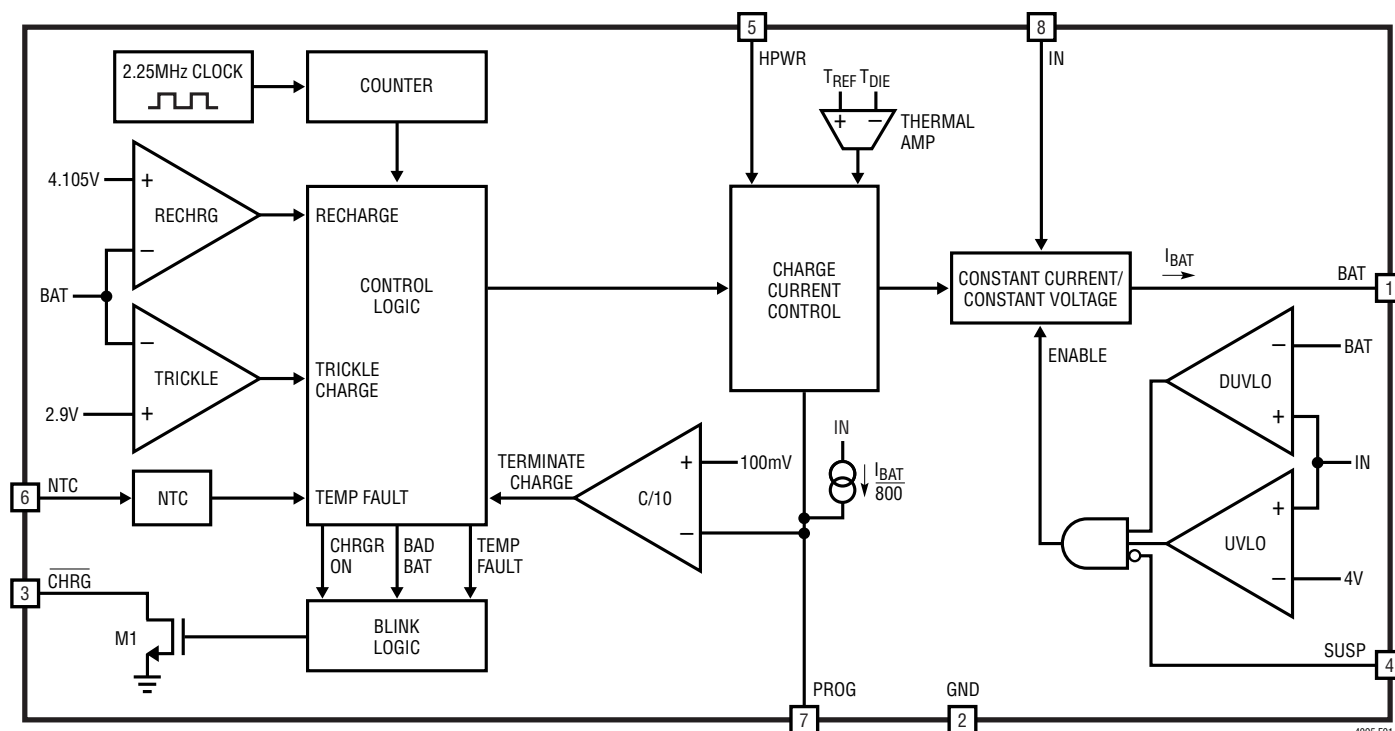 5
HPWR
8
IN
2.25MHz CLOCK
COUNTER
TREF TDIE
+ −
THERMAL
AMP
4.105V
+
RECHRG
−
RECHARGE
CONTROL
LOGIC
CHARGE
CURRENT
CONTROL
CONSTANT CURRENT/
CONSTANT VOLTAGE
IBAT
BAT
1
BAT
−
TRICKLE
+
2.9V
TRICKLE
CHARGE
ENABLE
−
BAT
DUVLO
+
IN
6
NTC
NTC
TEMP FAULT
TERMINATE
CHARGE
+
100mV
C/10
−
IN
IBAT
800
+
UVLO
−
4V
CHRGR
ON
BAD
BAT
TEMP
FAULT
3
CHRG
M1
BLINK
LOGIC
SUSP
4
PROG
7
GND
2